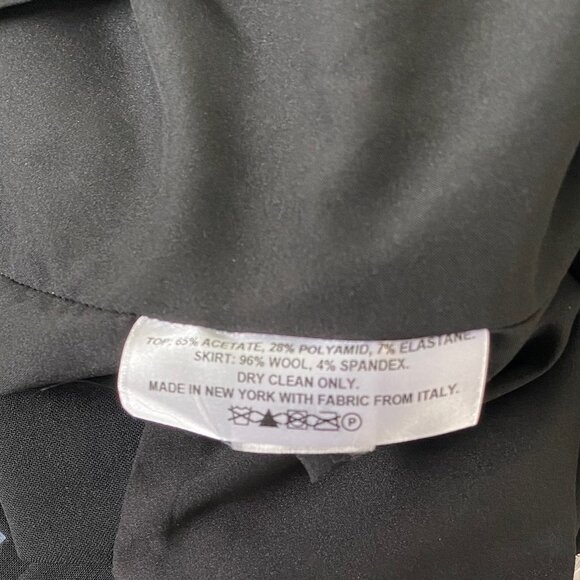 TOP: 65% ACETATE, 28% POLYAMID, 7% ELASTANE.
SKIRT: 96% WOOL, 4% SPANDEX.
DRY CLEAN ONLY.
MADE IN NEW YORK WITH FABRIC FROM ITALY.
P